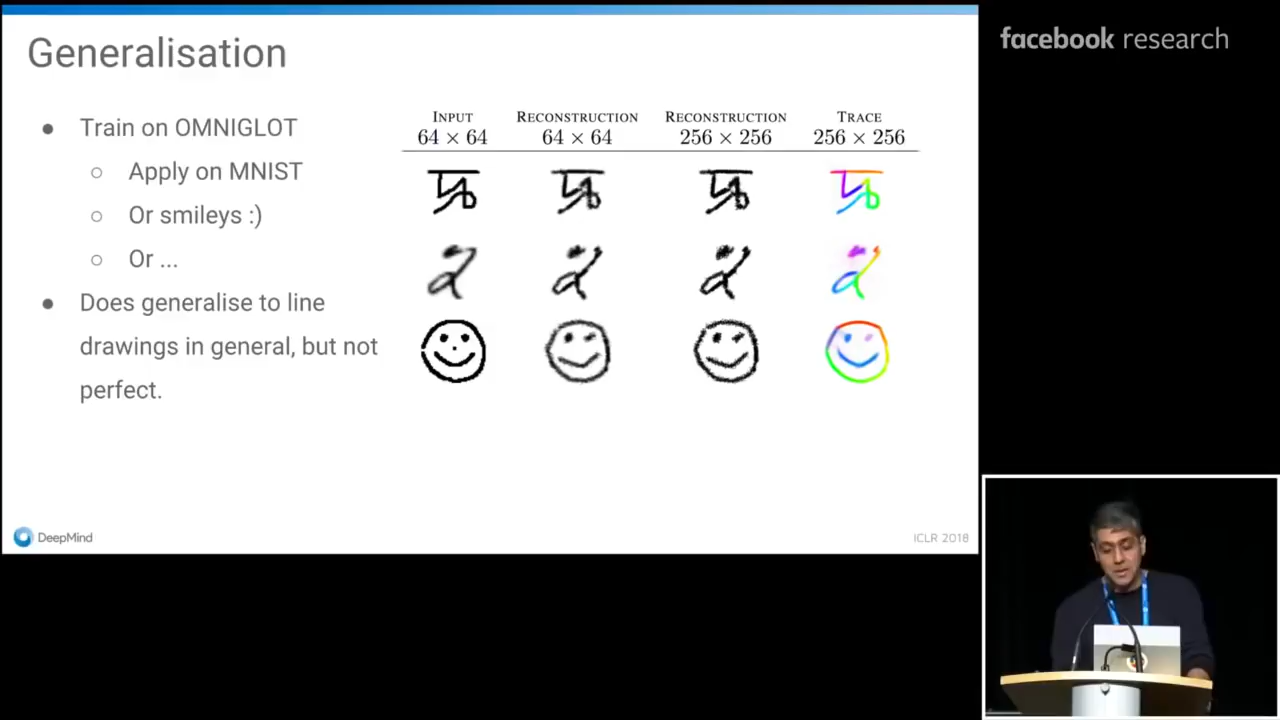 Generalisation
facebook research
● Train on OMNIGLOT
○ Apply on MNIST
○ Or smileys :)
○ Or ...
● Does generalise to line
drawings in general, but not
perfect.
INPUT RECONSTRUCTION RECONSTRUCTION TRACE
64 × 64 64 × 64 256 × 256 256 × 256
DeepMind
ICLR 2018